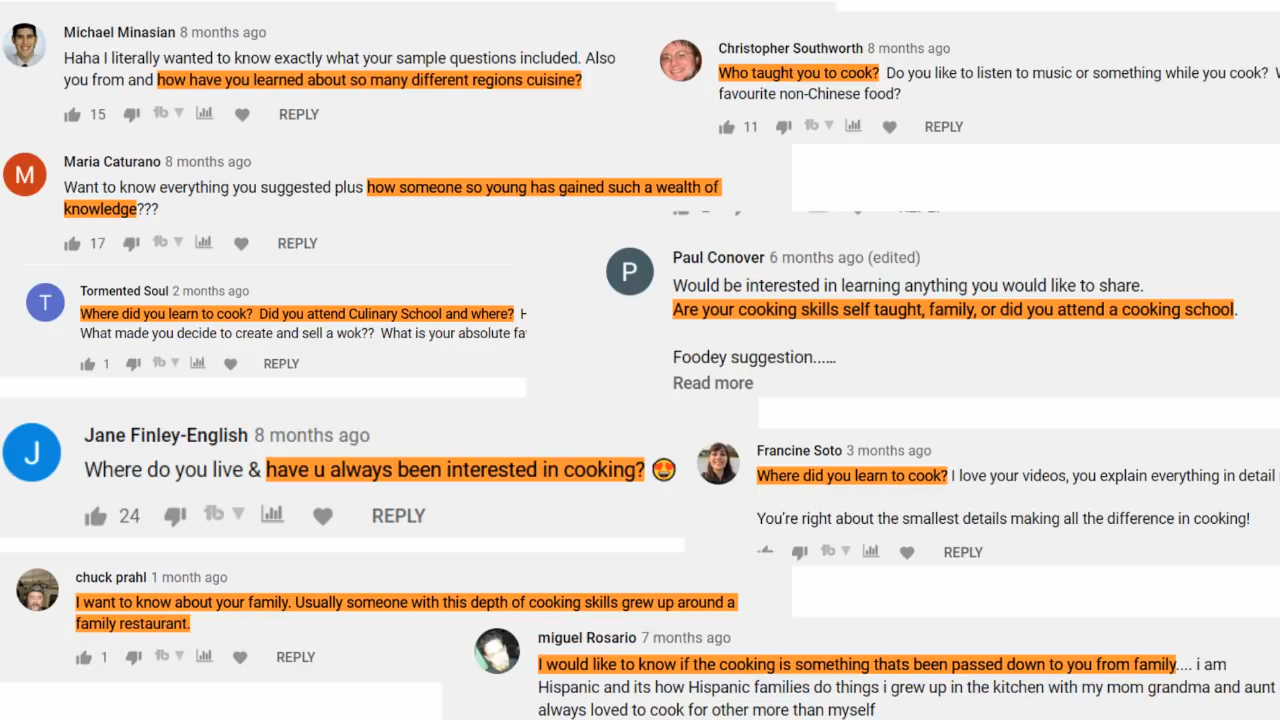 Michael Minasian 8 months ago
Haha I literally wanted to know exactly what your sample questions included. Also
you from and how have you learned about so many different regions cuisine?
15 REPLY
Christopher Southworth 8 months ago
Who taught you to cook? Do you like to listen to music or something while you cook?
favourite non-Chinese food?
11 REPLY
M
Maria Caturano 8 months ago
Want to know everything you suggested plus how someone so young has gained such a wealth of
knowledge???
17 REPLY
P
Paul Conover 6 months ago (edited)
Would be interested in learning anything you would like to share.
Are your cooking skills self taught, family, or did you attend a cooking school.
Foodey suggestion......
Read more
T
Tormented Soul 2 months ago
Where did you learn to cook? Did you attend Culinary School and where?
What made you decide to create and sell a wok?? What is your absolute fa
1 REPLY
J
Jane Finley-English 8 months ago
Where do you live & have u always been interested in cooking? 😍
24 REPLY
Francine Soto 3 months ago
Where did you learn to cook? I love your videos, you explain everything in detail
You're right about the smallest details making all the difference in cooking!
REPLY
chuck prahl 1 month ago
I want to know about your family. Usually someone with this depth of cooking skills grew up around a
family restaurant.
1 REPLY
miguel Rosario 7 months ago
I would like to know if the cooking is something thats been passed down to you from family.... i am
Hispanic and its how Hispanic families do things i grew up in the kitchen with my mom grandma and aunt
always loved to cook for other more than myself